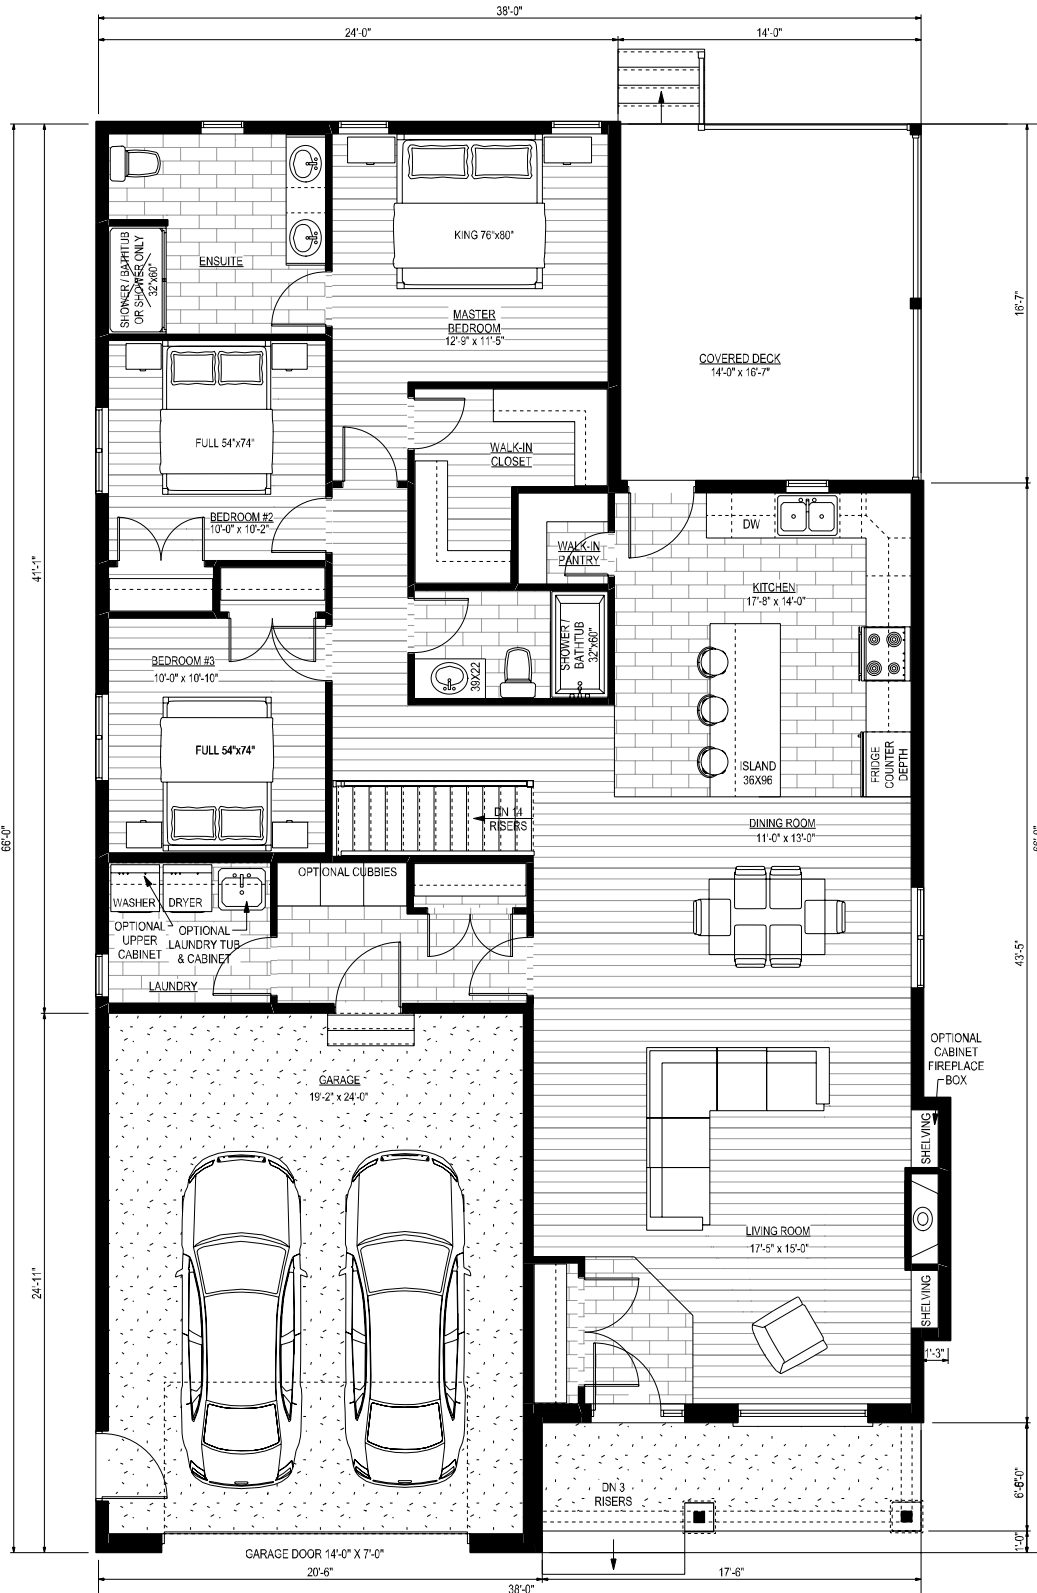 38'-0"
24'-0"
14'-0"
KING 76"x80"
ENSUITE
SHOWER / BATHTUB
OR SHOWER ONLY
32"x60"
MASTER
BEDROOM
12'-9" x 11'-5"
16'-7"
COVERED DECK
14'-0" x 16'-7"
FULL 54"x74"
WALK-IN
CLOSET
BEDROOM #2
10'-0" x 10'-2"
DW
WALK-IN
PANTRY
41'-1"
KITCHEN
17'-8" x 14'-0"
SHOWER /
BATHTUB
32"x60"
BEDROOM #3
10'-0" x 10'-10"
39X22
FULL 54"x74"
ISLAND
36X96
FRIDGE
COUNTER
DEPTH
DN 14
RISERS
DINING ROOM
11'-0" x 13'-0"
66'-0"
OPTIONAL CUBBIES
WASHER
DRYER
OPTIONAL
UPPER
CABINET
OPTIONAL
LAUNDRY TUB
& CABINET
LAUNDRY
43'-5"
OPTIONAL
CABINET
FIREPLACE
BOX
GARAGE
19'-2" x 24'-0"
SHELVING
LIVING ROOM
17'-5" x 15'-0"
24'-11"
SHELVING
1'-3"
DN 3
RISERS
1'-0"
GARAGE DOOR 14'-0" X 7'-0"
20'-6"
17'-6"
38'-0"